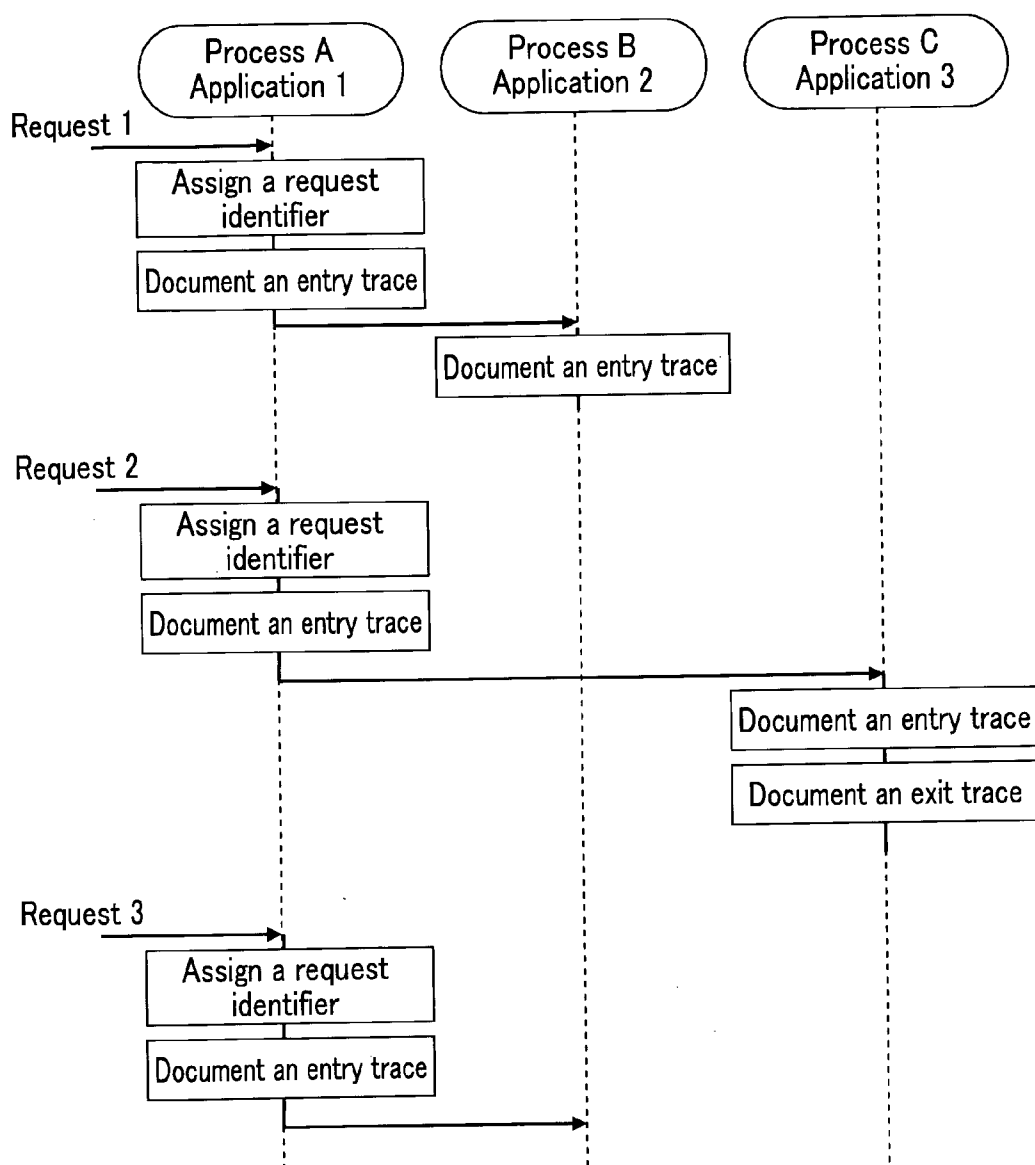 Process A
Application 1
Process B
Application 2
Process C
Application 3
Request 1
Assign a request
identifier
Document an entry trace
Document an entry trace
Request 2
Assign a request
identifier
Document an entry trace
Document an entry trace
Document an exit trace
Request 3
Assign a request
identifier
Document an entry trace